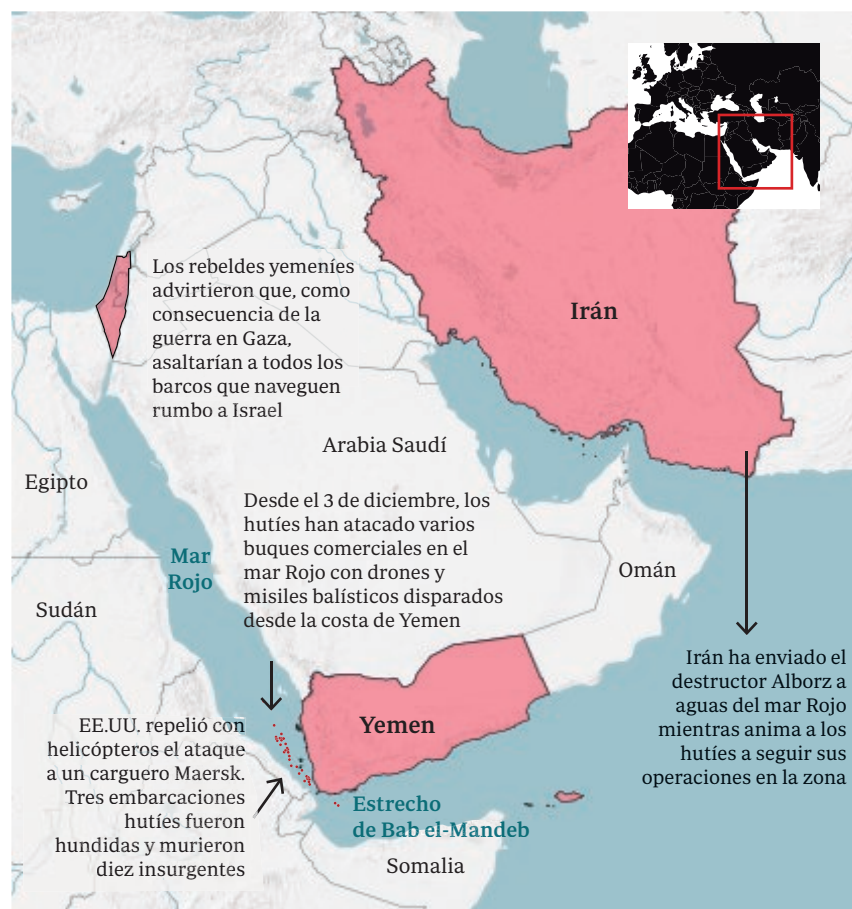 Irán
Los rebeldes yemeníes
advirtieron que, como
consecuencia de la
guerra en Gaza,
asaltarían a todos los
barcos que naveguen
rumbo a Israel
Arabia Saudí
Egipto
Desde el 3 de diciembre, los
hutíes han atacado varios
buques comerciales en el
mar Rojo con drones y
misiles balísticos disparados
desde la costa de Yemen
Mar
Rojo
Omán
Sudán
Irán ha enviado el
destructor Alborz a
aguas del mar Rojo
mientras anima a los
hutíes a seguir sus
operaciones en la zona
Yemen
EE.UU. repelió con
helicópteros el ataque
a un carguero Maersk.
Tres embarcaciones
hutíes fueron
hundidas y murieron
diez insurgentes
Estrecho
de Bab el-Mandeb
Somalia